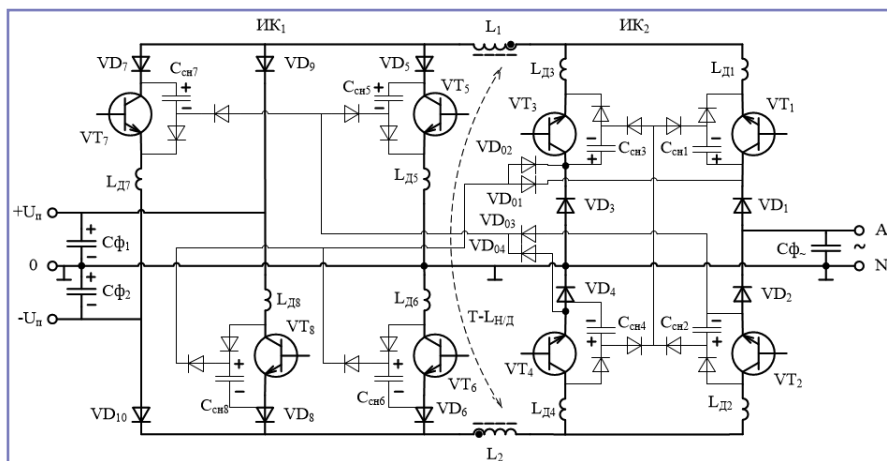 ИК₁ L₁ ИК₂
VD₇ Cсн7 VD₉ VD₅ LД3 LД1
Cсн5 VT₅ VT₃ VT₁
VT₇ VD₀₂ Cсн3 Cсн1
LД7 LД5 VD₀₁
+Uп VD₀₃ VD₃ VD₁
Cф₁ VD₀₄ A
0 Cф~ ~
N
Cф₂ LД8 LД6 VD₄ VD₂
-Uп T-LН/Д
VT₈ Cсн4 Cсн2
VT₆ VT₄ VT₂
VD₁₀ Cсн8 VD₈ Cсн6 VD₆ LД4 LД2
L₂